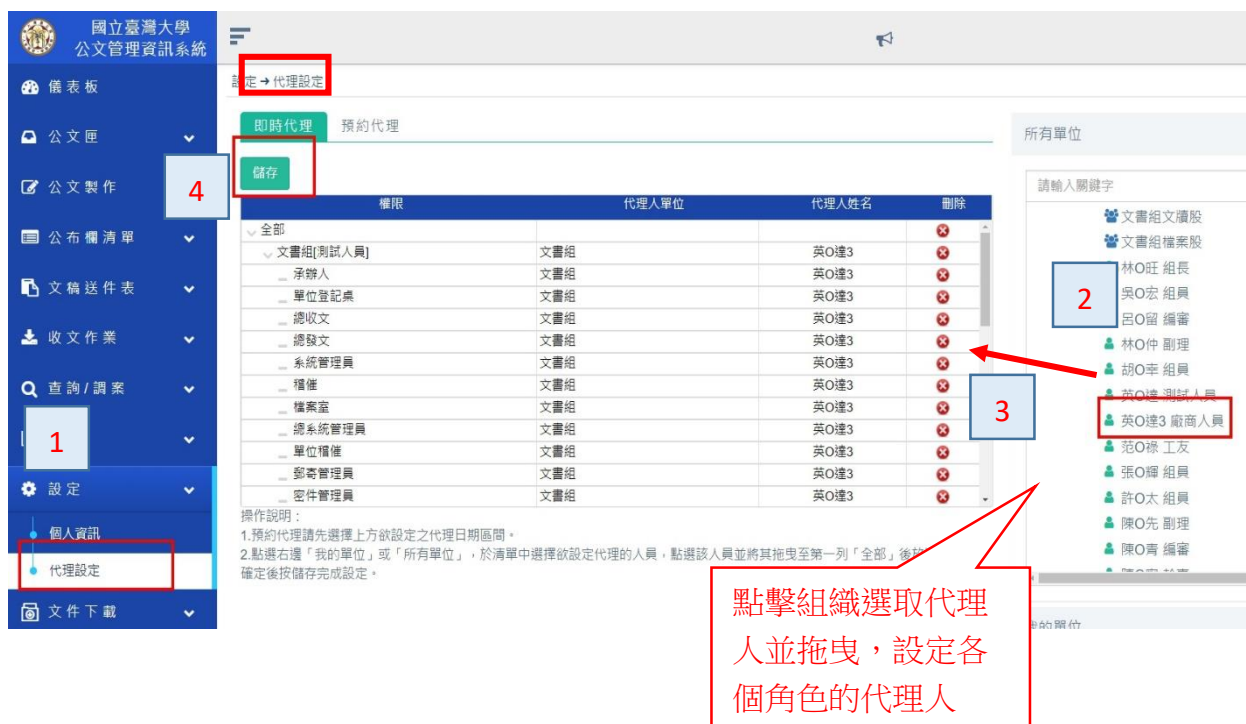 國立臺灣大學
公文管理資訊系統
儀表板
公文匣
公文製作
公布欄清單
文稿送件表
收文作業
查詢/調案
1
設定
個人資訊
代理設定
文件下載
設定➔代理設定
即時代理 預約代理
4
儲存
權限 代理人單位 代理人姓名 刪除
全部
文書組[測試人員] 文書組 英O達3
承辦人 文書組 英O達3
單位登記桌 文書組 英O達3
總收文 文書組 英O達3
總發文 文書組 英O達3
系統管理員 文書組 英O達3
稽催 文書組 英O達3
檔案室 文書組 英O達3
總系統管理員 文書組 英O達3
單位稽催 文書組 英O達3
郵寄管理員 文書組 英O達3
密件管理員 文書組 英O達3
操作說明：
1.預約代理請先選擇上方欲設定之代理日期區間。
2.點選右邊「我的單位」或「所有單位」，於清單中選擇欲設定代理的人員，點選該人員並將其拖曳至第一列「全部」後
確定後按儲存完成設定。
所有單位
請輸入關鍵字
文書組文牘股
文書組檔案股
林O旺 組長
2
吳O宏 組員
呂O留 編審
林O仲 副理
胡O幸 組員
英O達 測試人員
3
英O達3 廠商人員
范O祿 工友
張O輝 組員
許O太 組員
陳O先 副理
陳O青 編審
我的單位
點擊組織選取代理
人並拖曳，設定各
個角色的代理人